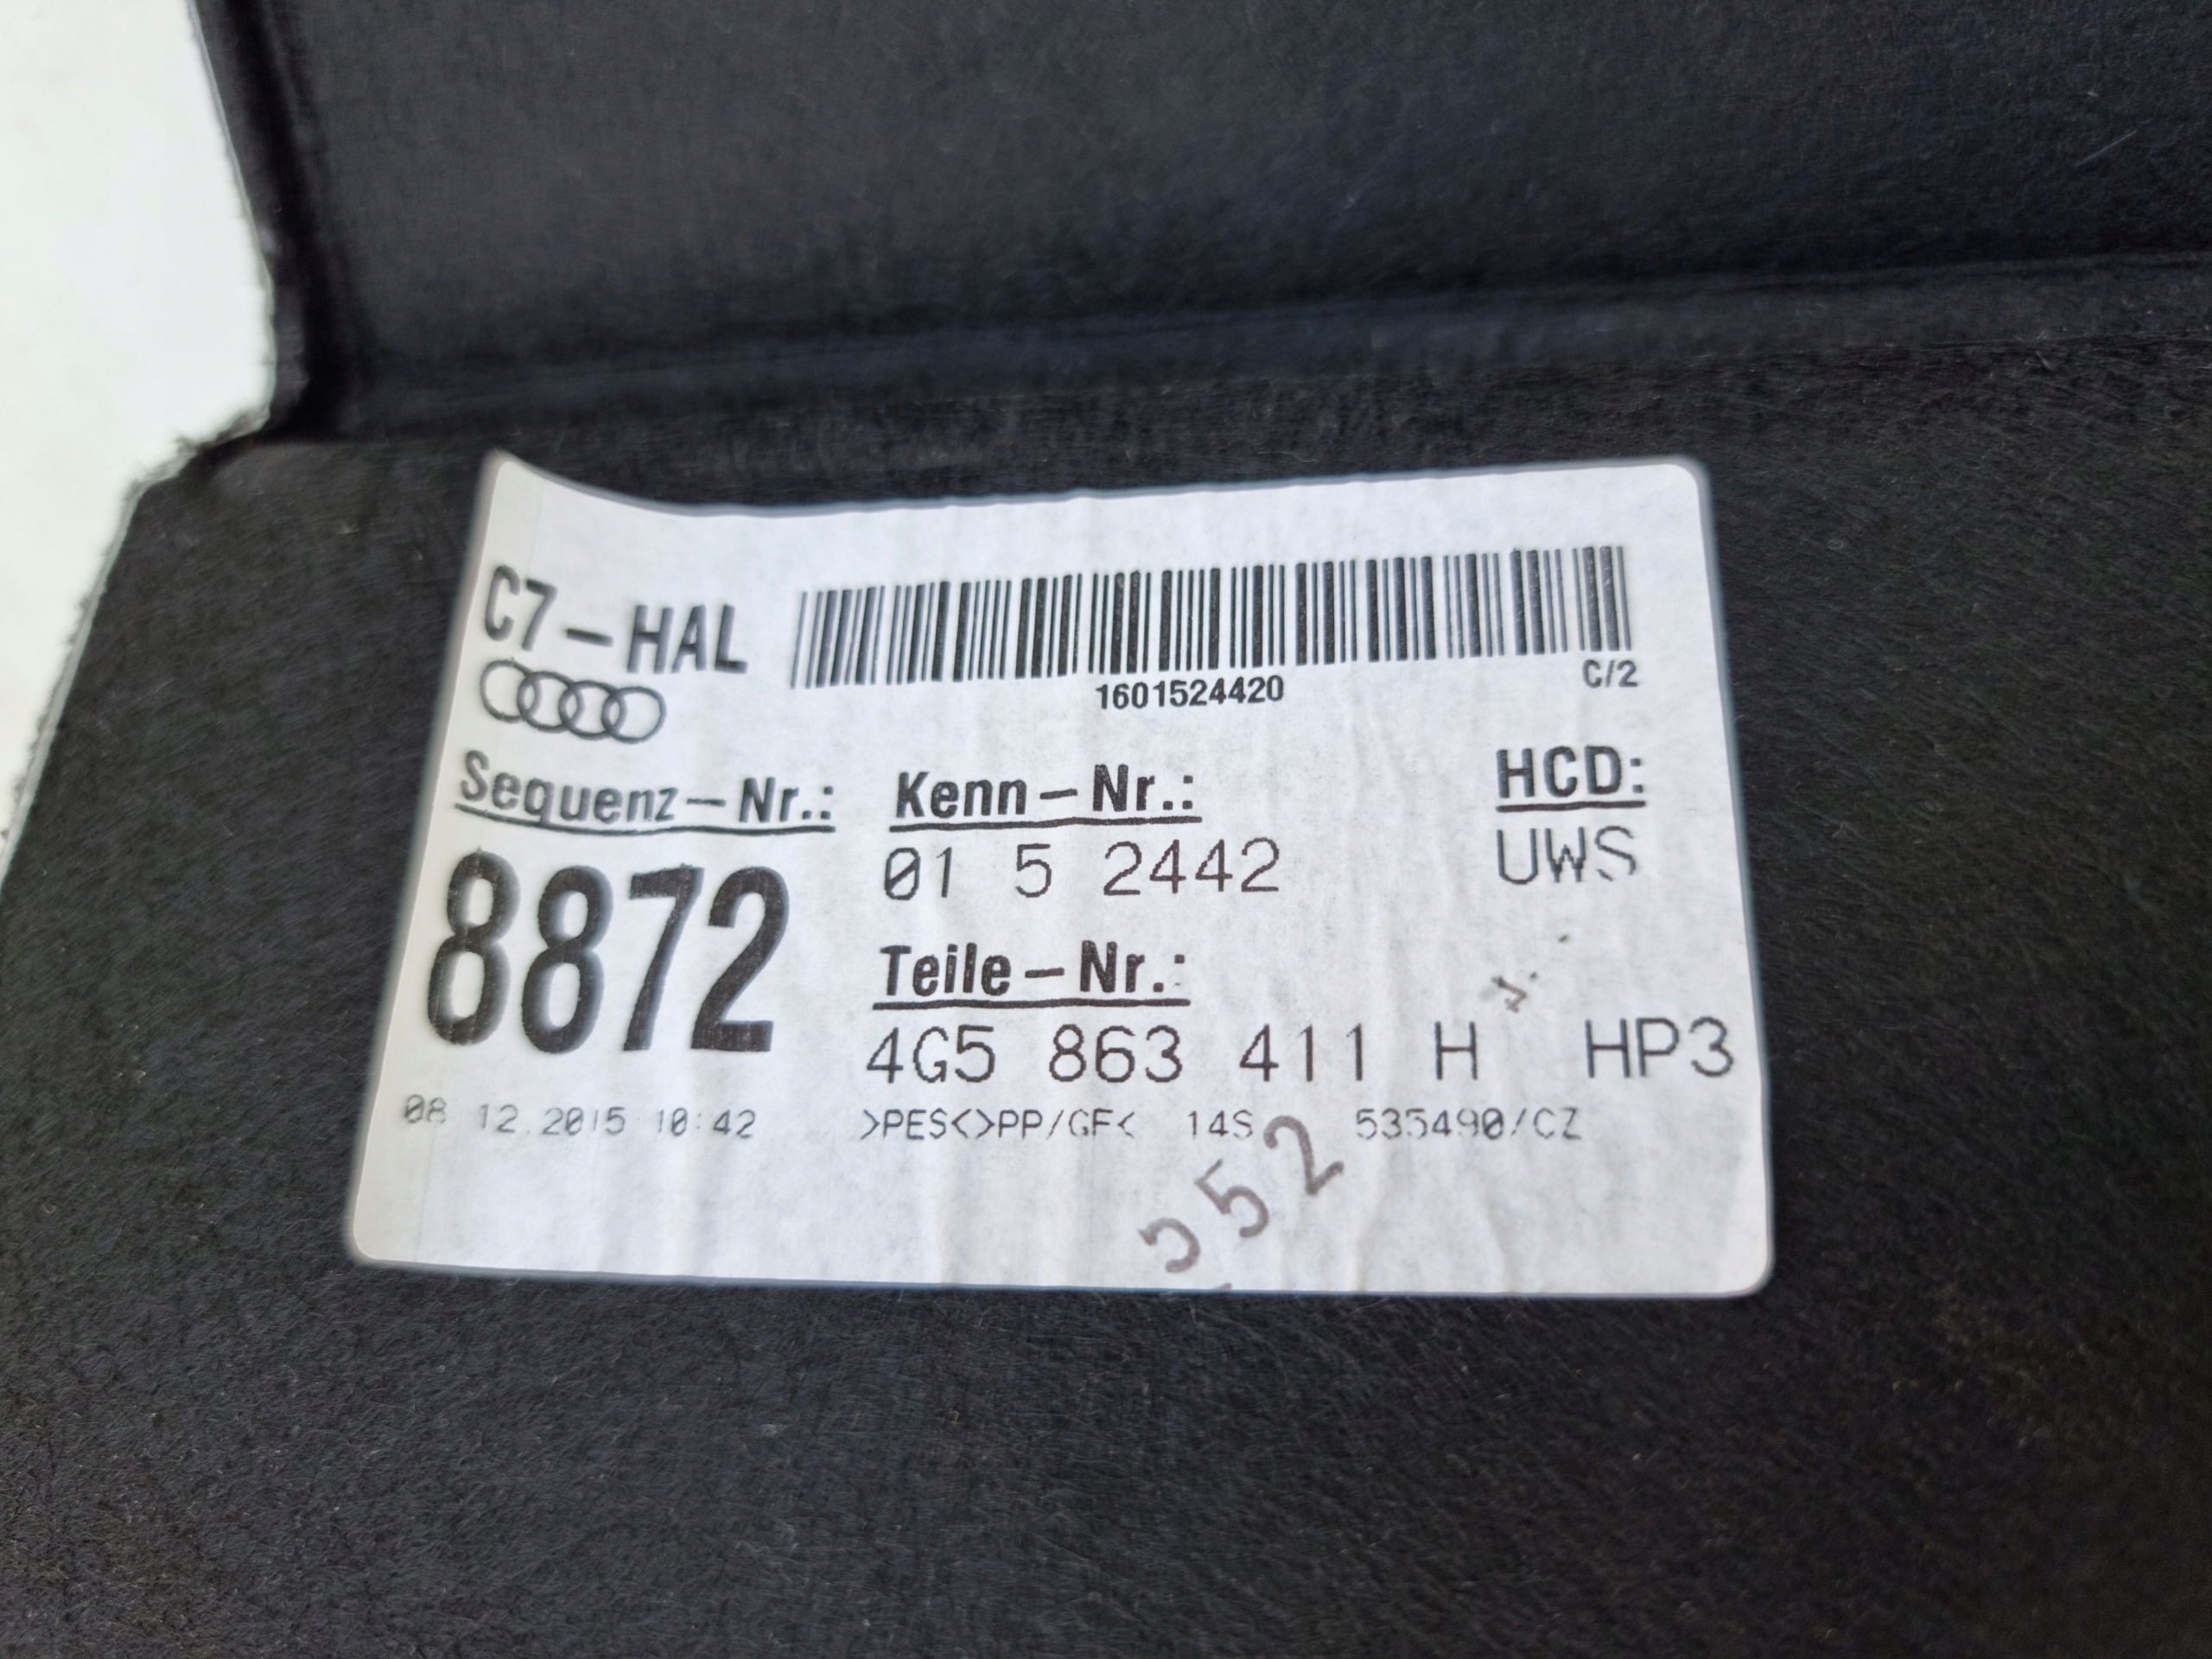 C7-HAL
1601524420
C/2
Sequenz-Nr.: Kenn-Nr.: HCD:
8872 01 5 2442 UWS
Teile-Nr.:
4G5 863 411 H HP3
08.12.2015 10:42 >PES<>PP/GF< 14S 535490/CZ